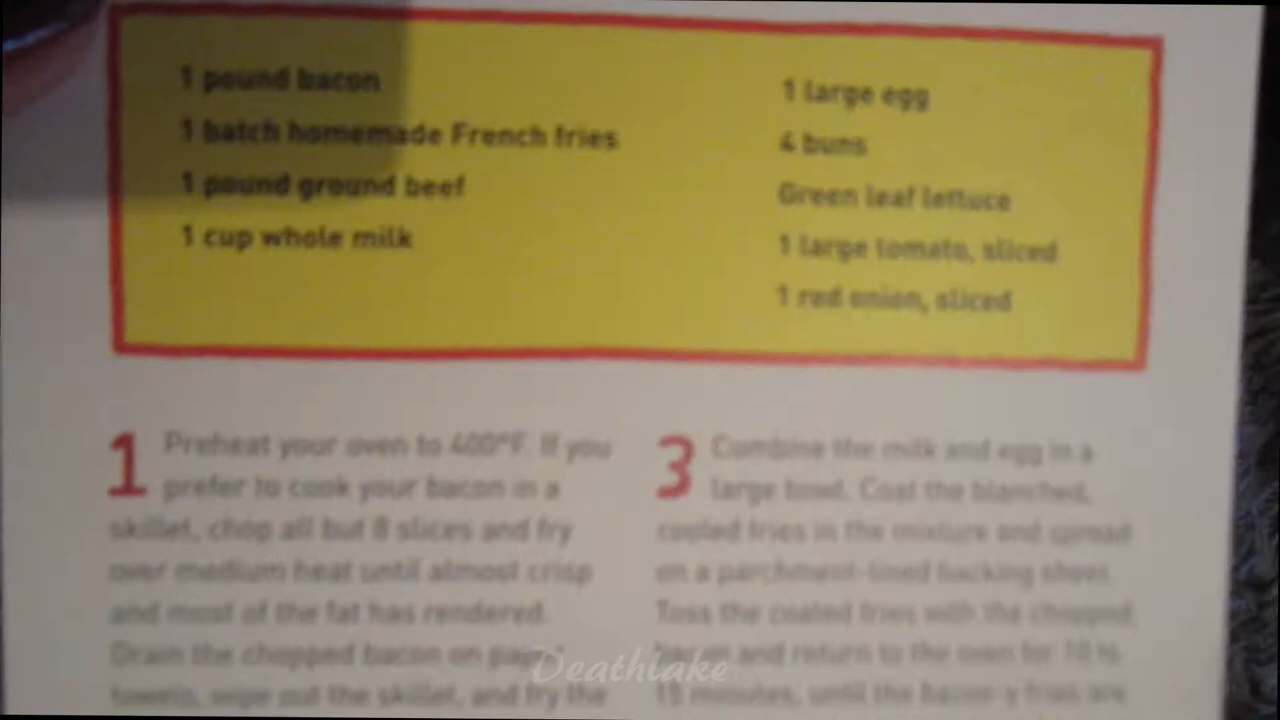 1 pound bacon
1 batch homemade French fries
1 pound ground beef
1 cup whole milk
1 large egg
4 buns
Green leaf lettuce
1 large tomato, sliced
1 red onion, sliced
1 Preheat your oven to 400°F. If you
prefer to cook your bacon in a
skillet, chop all but 8 slices and fry
over medium heat until almost crisp
and most of the fat has rendered.
Drain the chopped bacon on paper
towels, wipe out the skillet, and fry the
3 Combine the milk and egg in a
large bowl. Coat the blanched,
cooled fries in the mixture and spread
on a parchment-lined backing sheet.
Toss the coated fries with the chopped
bacon and return to the oven for 10 to
15 minutes, until the bacon-y fries are
Deathlake